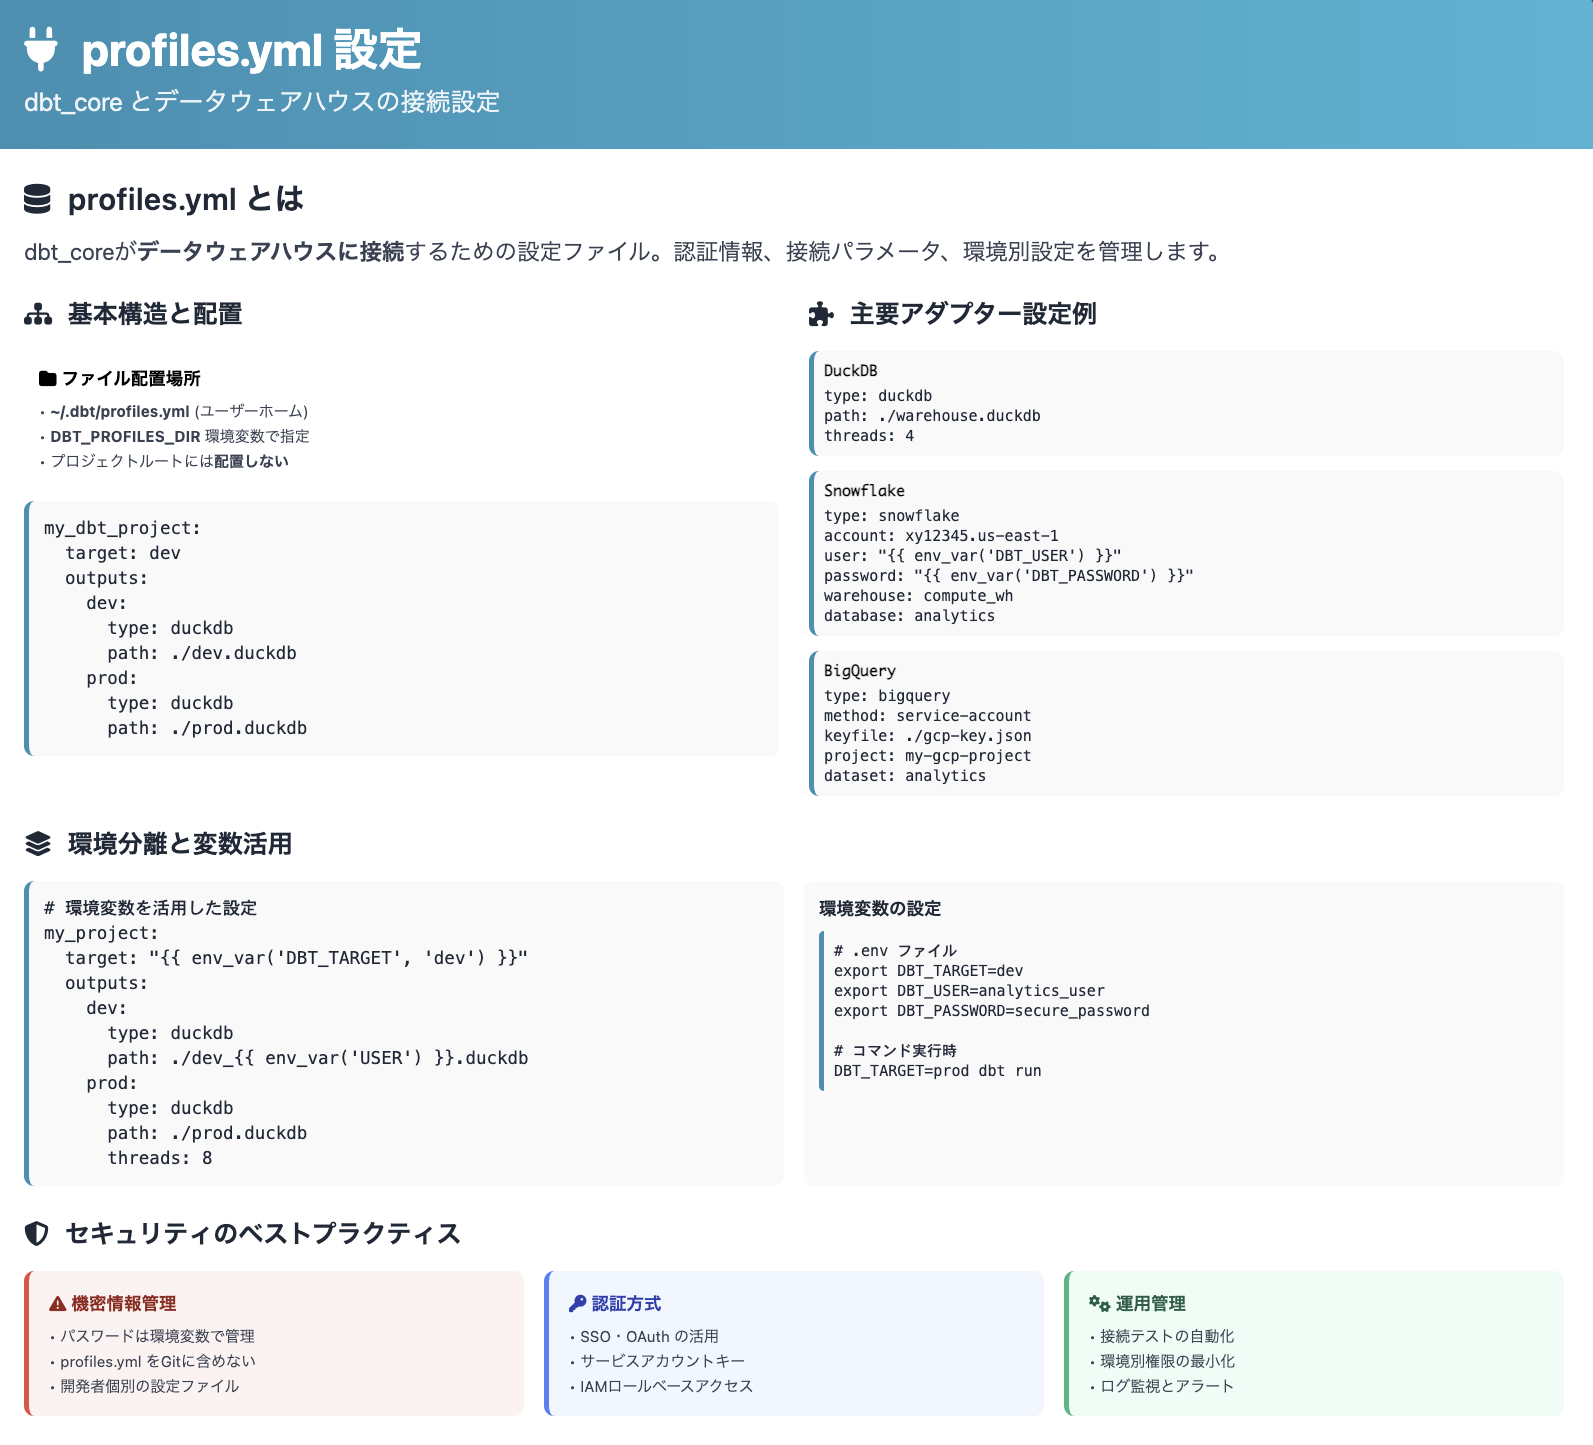 profiles.yml 設定
dbt_core とデータウェアハウスの接続設定
profiles.yml とは
dbt_coreがデータウェアハウスに接続するための設定ファイル。認証情報、接続パラメータ、環境別設定を管理します。
基本構造と配置
ファイル配置場所
• ~/.dbt/profiles.yml (ユーザーホーム)
• DBT_PROFILES_DIR 環境変数で指定
• プロジェクトルートには配置しない
my_dbt_project:
  target: dev
  outputs:
    dev:
      type: duckdb
      path: ./dev.duckdb
    prod:
      type: duckdb
      path: ./prod.duckdb
主要アダプター設定例
DuckDB
type: duckdb
path: ./warehouse.duckdb
threads: 4
Snowflake
type: snowflake
account: xy12345.us-east-1
user: "{{ env_var('DBT_USER') }}"
password: "{{ env_var('DBT_PASSWORD') }}"
warehouse: compute_wh
database: analytics
BigQuery
type: bigquery
method: service-account
keyfile: ./gcp-key.json
project: my-gcp-project
dataset: analytics
環境分離と変数活用
# 環境変数を活用した設定
my_project:
  target: "{{ env_var('DBT_TARGET', 'dev') }}"
  outputs:
    dev:
      type: duckdb
      path: ./dev_{{ env_var('USER') }}.duckdb
    prod:
      type: duckdb
      path: ./prod.duckdb
      threads: 8
環境変数の設定
# .env ファイル
export DBT_TARGET=dev
export DBT_USER=analytics_user
export DBT_PASSWORD=secure_password
# コマンド実行時
DBT_TARGET=prod dbt run
セキュリティのベストプラクティス
機密情報管理
• パスワードは環境変数で管理
• profiles.yml をGitに含めない
• 開発者個別の設定ファイル
認証方式
• SSO・OAuth の活用
• サービスアカウントキー
• IAMロールベースアクセス
運用管理
• 接続テストの自動化
• 環境別権限の最小化
• ログ監視とアラート